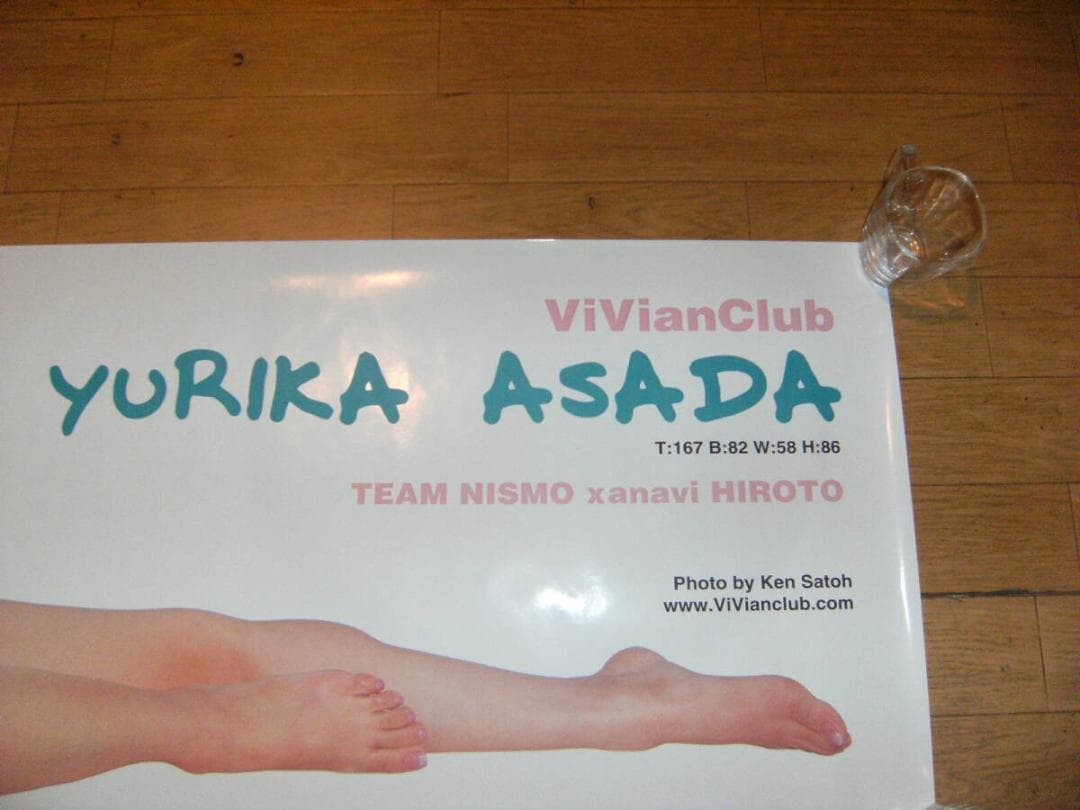 ViVianClub
YURIKA ASADA
T:167 B:82 W:58 H:86
TEAM NISMO xanavi HIROTO
Photo by Ken Satoh
www.ViVianclub.com